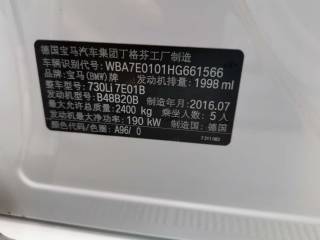 德国宝马汽车集团丁格芬工厂制造
车辆识别代号: WBA7E0101HG661566
品牌: 宝马(BMW)牌 发动机排量: 1998 ml
整车型号: 730Li 7E01B
发动机型号: B48B20B 制造年月: 2016.07
最大允许总质量: 2400 kg 乘坐人数: 5 人
发动机最大净功率: 190 kW 制造国: 德国
颜色代码/色圈: A96/ 0